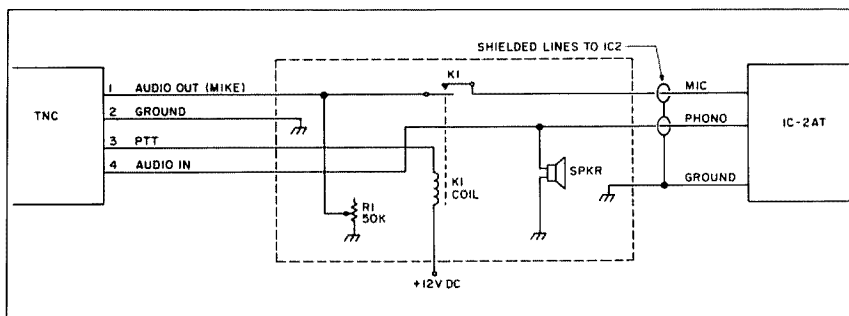 SHIELDED LINES TO IC2
K1
1 AUDIO OUT (MIKE)
MIC
TNC
2 GROUND
PHONO
IC-2AT
3 PTT
4 AUDIO IN
K1
COIL
SPKR
GROUND
R1
50K
+12V DC